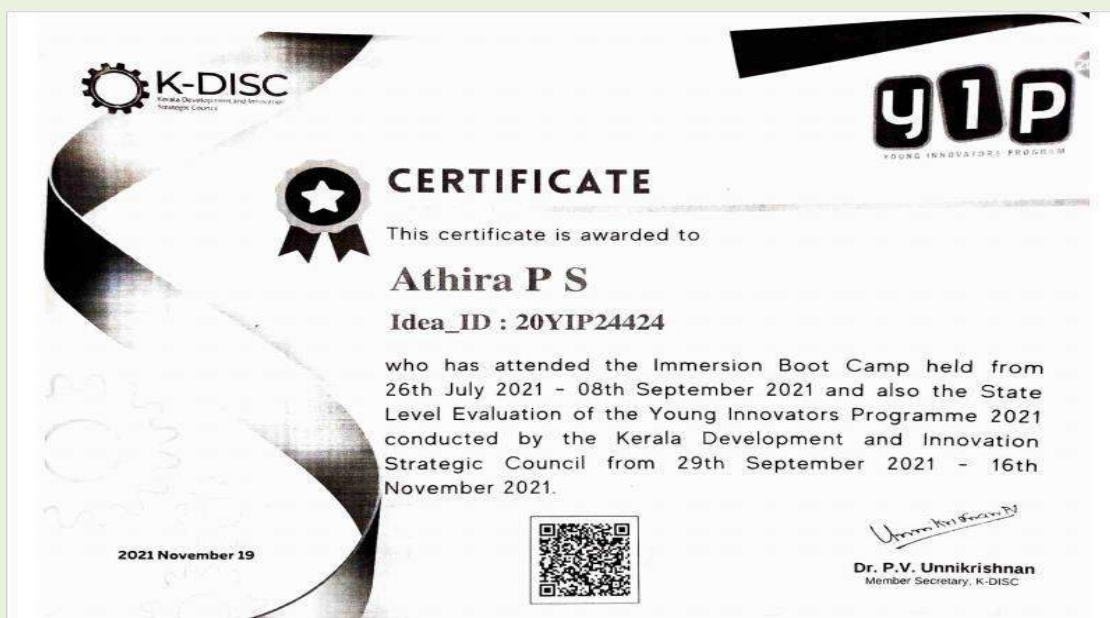 K-DISC
Kerala Development and Innovation
Strategic Council
yip
YOUNG INNOVATORS PROGRAM
CERTIFICATE
This certificate is awarded to
Athira P S
Idea_ID : 20YIP24424
who has attended the Immersion Boot Camp held from
26th July 2021 - 08th September 2021 and also the State
Level Evaluation of the Young Innovators Programme 2021
conducted by the Kerala Development and Innovation
Strategic Council from 29th September 2021 - 16th
November 2021.
2021 November 19
Dr. P.V. Unnikrishnan
Member Secretary, K-DISC